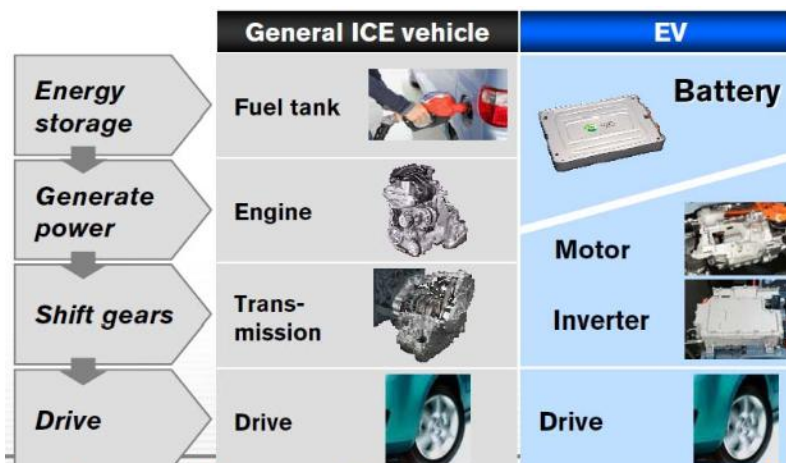 General ICE vehicle
EV
Energy
storage
Fuel tank
Battery
Generate
power
Engine
Motor
Shift gears
Trans-
mission
Inverter
Drive
Drive
Drive